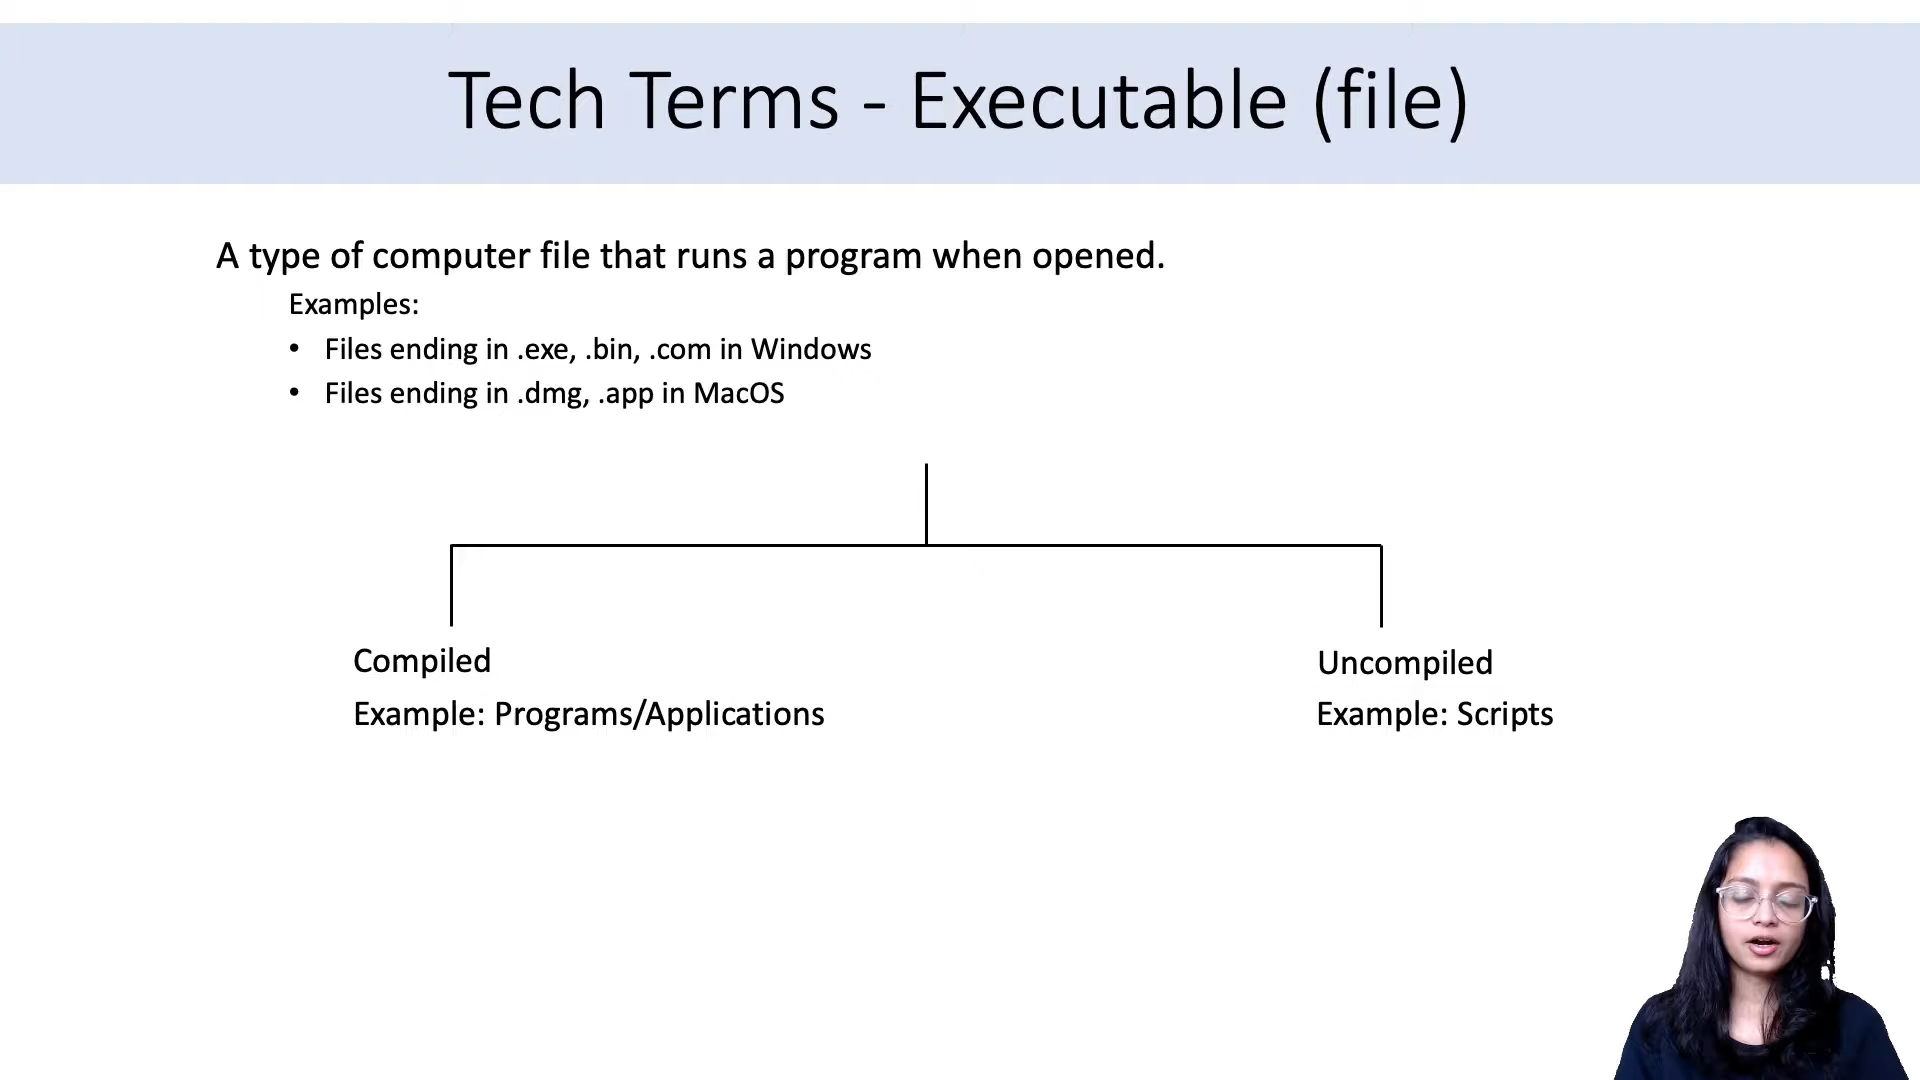 Tech Terms - Executable (file)
A type of computer file that runs a program when opened.
Examples:
• Files ending in .exe, .bin, .com in Windows
• Files ending in .dmg, .app in MacOS
Compiled
Example: Programs/Applications
Uncompiled
Example: Scripts